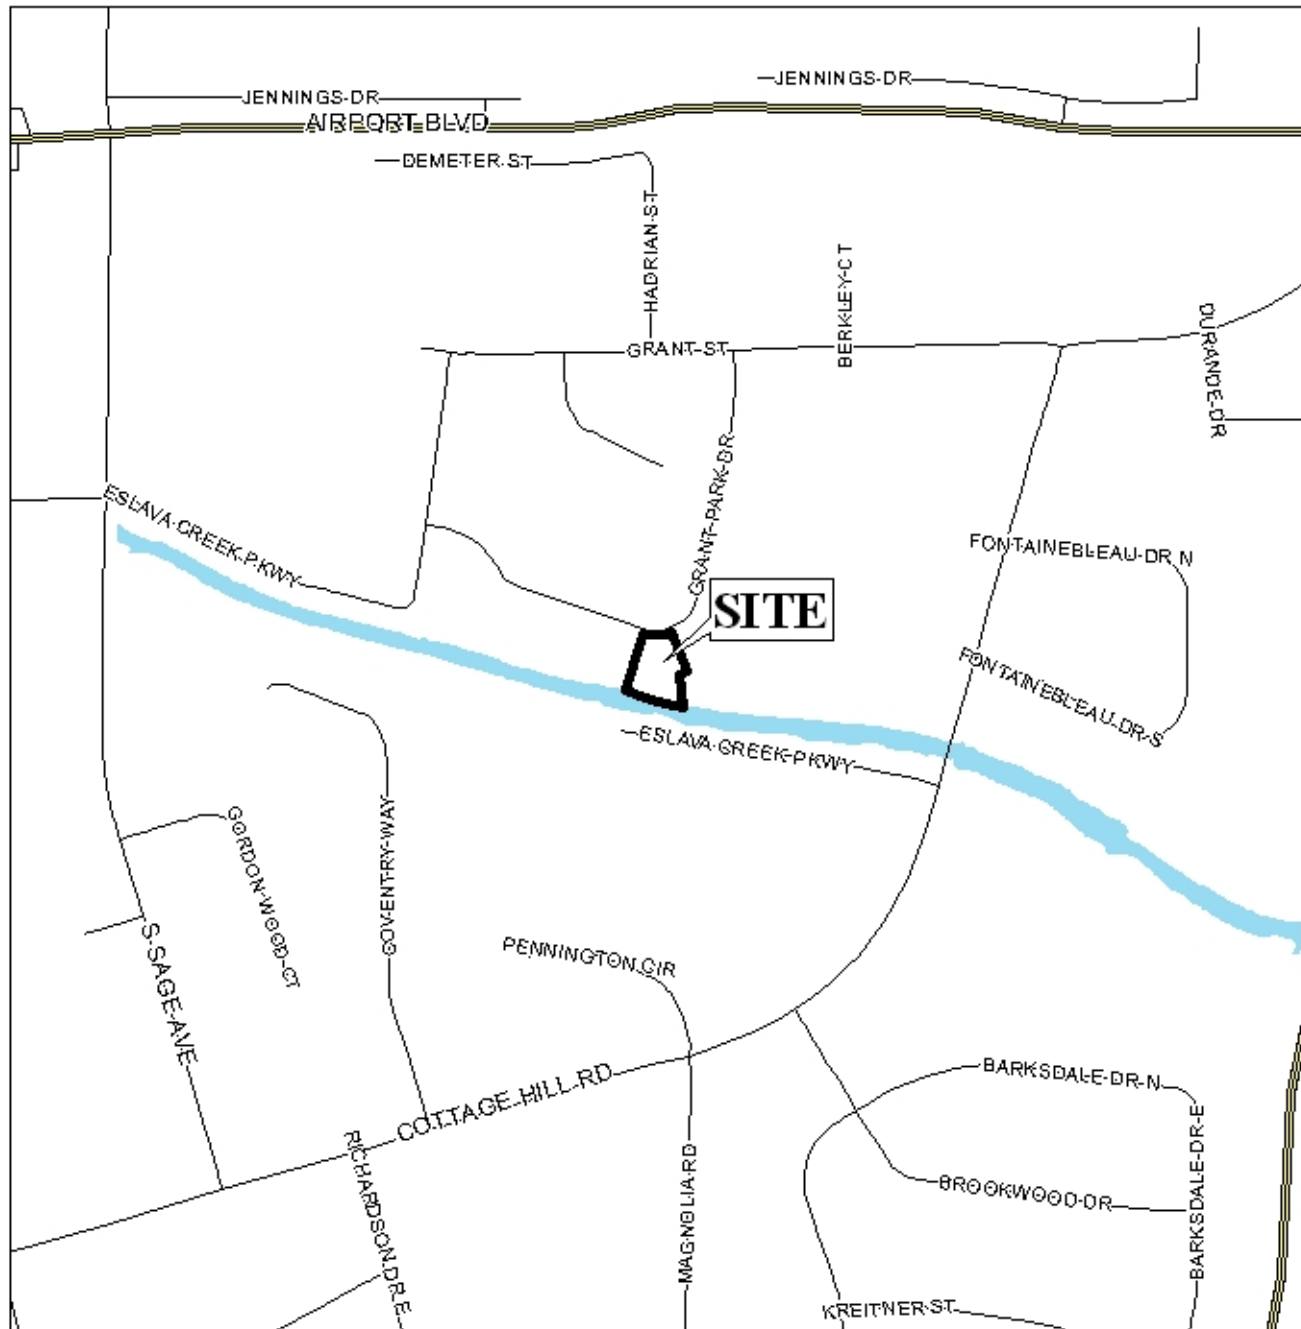 JENNINGS DR
JENNINGS DR
AIRPORT BLVD
DEMETER ST
HADRIAN ST
BERKLEY CT
GRANT ST
DURANDE DR
GRANT PARK DR
ESLAVA CREEK PKWY
FONTAINEBLEAU DR N
SITE
FONTAINEBLEAU DR S
ESLAVA CREEK PKWY
GORDON WOOD CT
COVENTRY WAY
S SAGE AVE
PENNINGTON CIR
COTTAGE HILL RD
BARKSDALE DR N
RICHARDSON DR E
MAGNOLIA RD
BROOKWOOD DR
BARKSDALE DR E
KREITNER ST